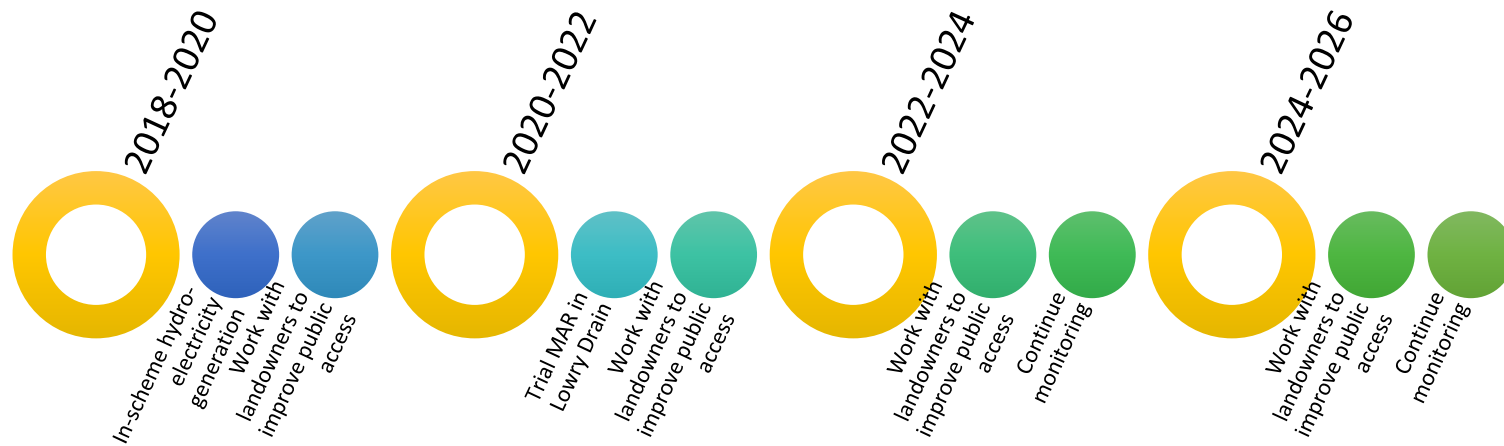 2018-2020
In-scheme hydro-
electricity
generation
Work with
landowners to
improve public
access
2020-2022
Trial MAR in
Lowry Drain
Work with
landowners to
improve public
access
2022-2024
Work with
landowners to
improve public
access
Continue
monitoring
2024-2026
Work with
landowners to
improve public
access
Continue
monitoring